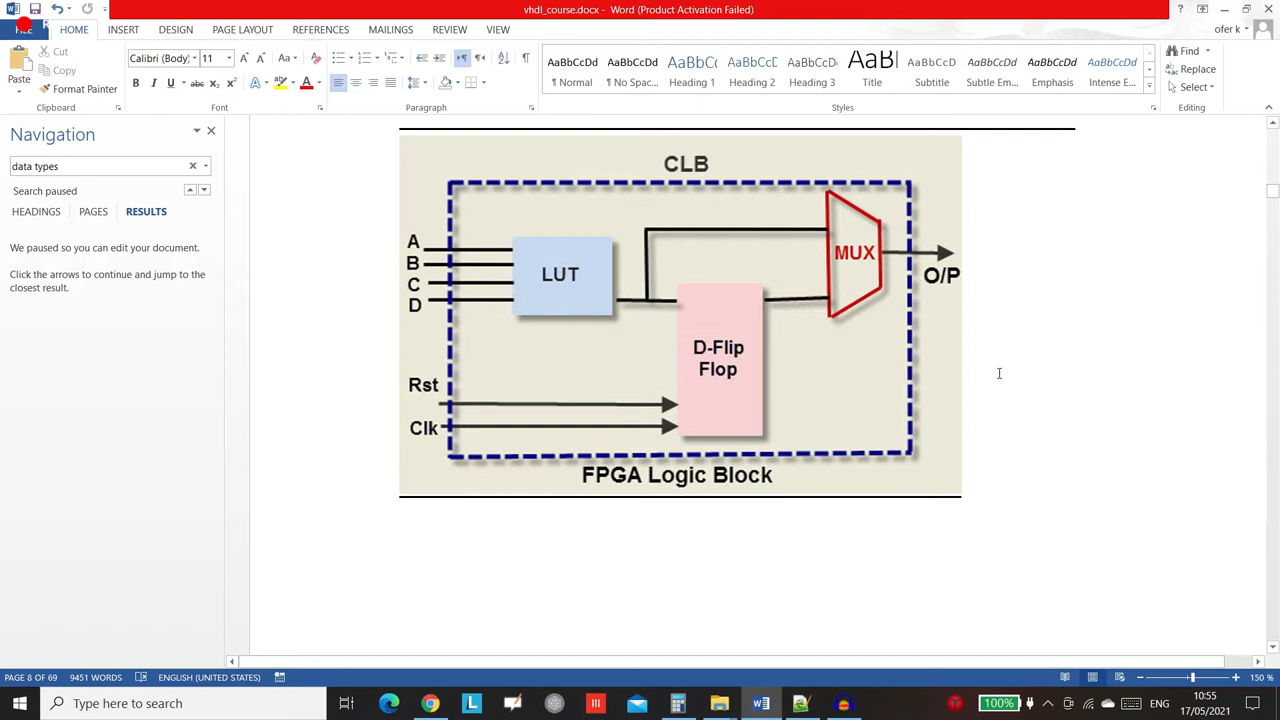 vhdl_course.docx - Word (Product Activation Failed)
FILE HOME INSERT DESIGN PAGE LAYOUT REFERENCES MAILINGS REVIEW VIEW ofer k
Paste
Cut
Copy
Format Painter
Clipboard
Calibri (Body) 11
Font
Paragraph
AaBbCcDd AaBbCcDd AaBbCc AaBbCcD AaBbCcD AaB AaBbCcD AaBbCcDd AaBbCcDd AaBbCcDd
¶ Normal ¶ No Spac... Heading 1 Heading 2 Heading 3 Title Subtitle Subtle Em... Emphasis Intense E...
Styles
Find
Replace
Select
Editing
Navigation
data types
Search paused
HEADINGS PAGES RESULTS
We paused so you can edit your document.
Click the arrows to continue and jump to the
closest result.
CLB
A
B
C
D
LUT
MUX
O/P
D-Flip
Flop
Rst
Clk
FPGA Logic Block
PAGE 8 OF 69 9451 WORDS ENGLISH (UNITED STATES) 150 %
Type here to search
100%
10:55
17/05/2021